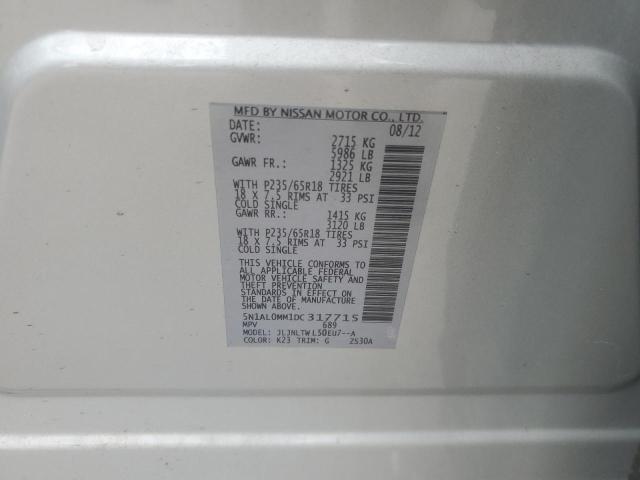 MFD BY NISSAN MOTOR CO., LTD.
DATE: 08/12
GVWR: 2715 KG
5986 LB
GAWR FR.: 1325 KG
2921 LB
WITH P235/65R18 TIRES
18 X 7.5 RIMS AT 33 PSI
COLD SINGLE
GAWR RR.: 1415 KG
3120 LB
WITH P235/65R18 TIRES
18 X 7.5 RIMS AT 33 PSI
COLD SINGLE
THIS VEHICLE CONFORMS TO
ALL APPLICABLE FEDERAL
MOTOR VEHICLE SAFETY AND
THEFT PREVENTION
STANDARDS IN EFFECT ON
THE DATE OF MANUFACTURE
SHOWN ABOVE.
5N1AL0MM1DC317715
MPV 689
MODEL: JLJNLTWL50EU7--A
COLOR: K23 TRIM: G 2S30A